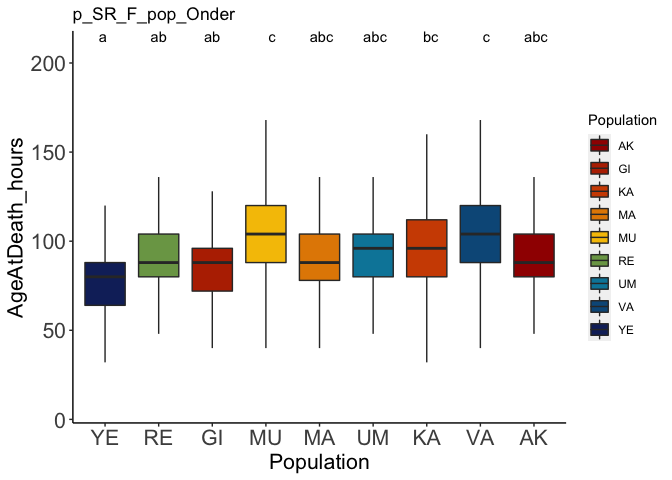 p_SR_F_pop_Onder
a ab ab c abc abc bc c abc
200
150
100
50
0
AgeAtDeath_hours
YE RE GI MU MA UM KA VA AK
Population
Population
AK
GI
KA
MA
MU
RE
UM
VA
YE